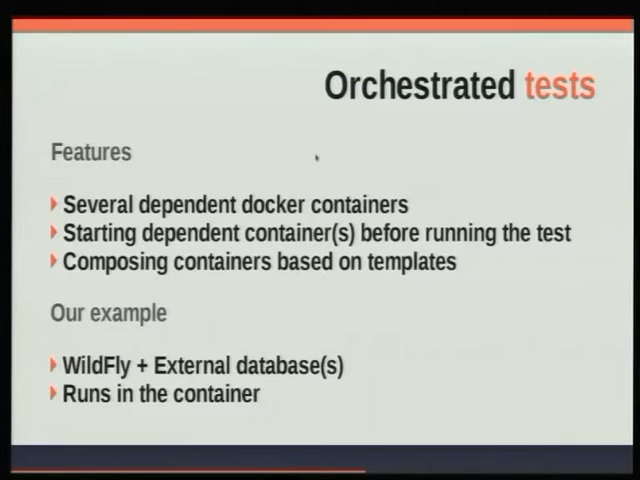 Orchestrated tests
Features
Several dependent docker containers
Starting dependent container(s) before running the test
Composing containers based on templates
Our example
WildFly + External database(s)
Runs in the container